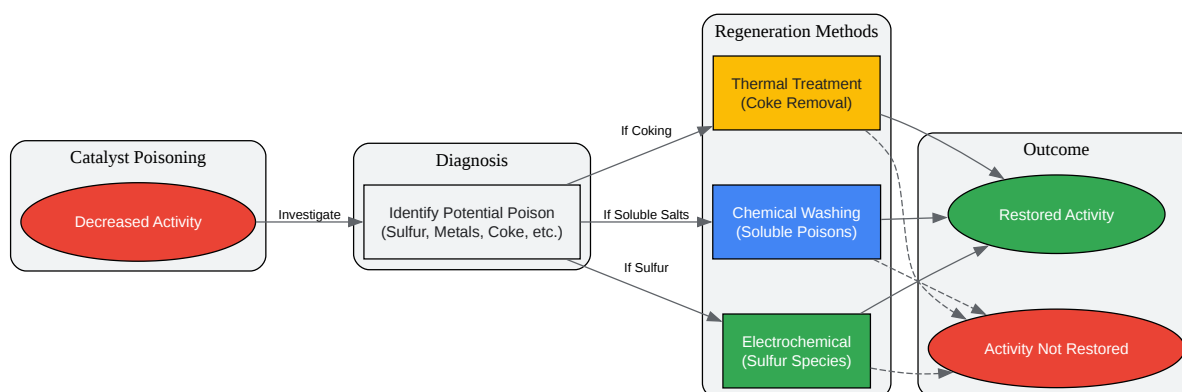 Catalyst Poisoning
Decreased Activity
Investigate
Diagnosis
Identify Potential Poison
(Sulfur, Metals, Coke, etc.)
If Coking
If Soluble Salts
If Sulfur
Regeneration Methods
Thermal Treatment
(Coke Removal)
Chemical Washing
(Soluble Poisons)
Electrochemical
(Sulfur Species)
Outcome
Restored Activity
Activity Not Restored